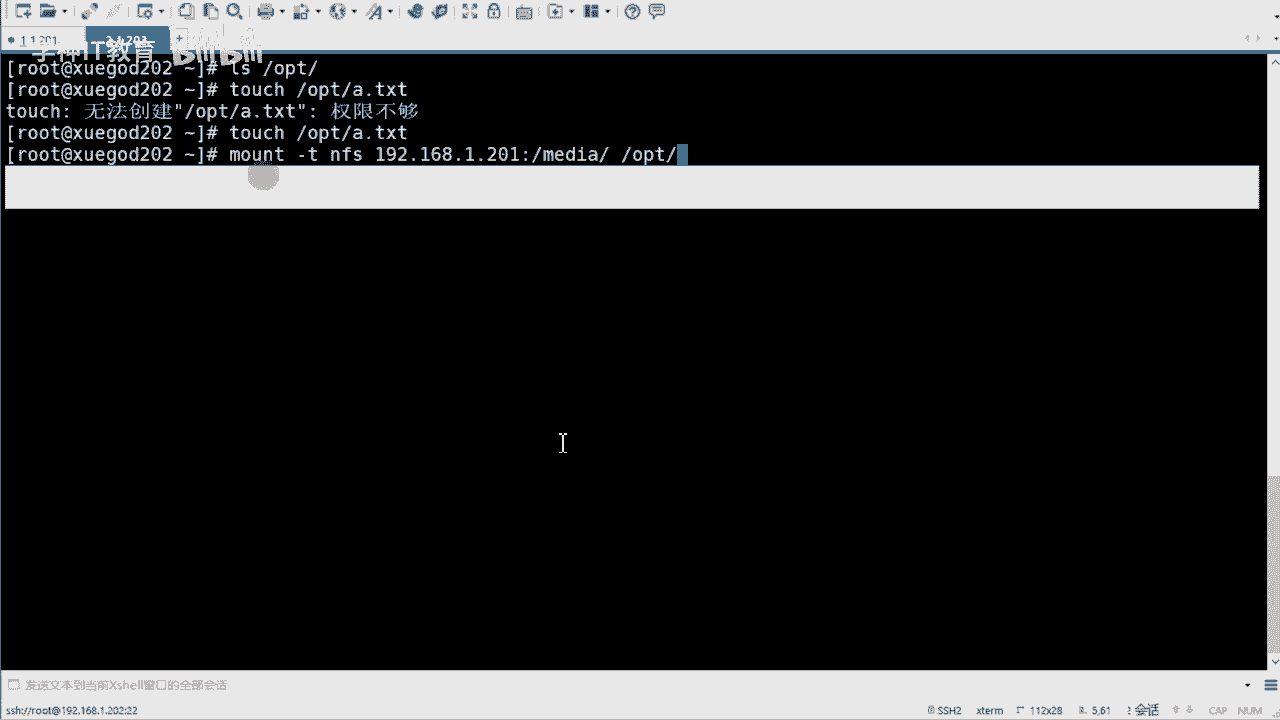 1 1.201
2 1.202
学神IT教育 bilibili
[root@xuegod202 ~]# ls /opt/
[root@xuegod202 ~]# touch /opt/a.txt
touch: 无法创建"/opt/a.txt": 权限不够
[root@xuegod202 ~]# touch /opt/a.txt
[root@xuegod202 ~]# mount -t nfs 192.168.1.201:/media/ /opt/
发送文本到当前Xshell窗口的全部会话
ssh://root@192.168.1.202:22
SSH2 xterm 112x28 5,61 2 会话 CAP NUM